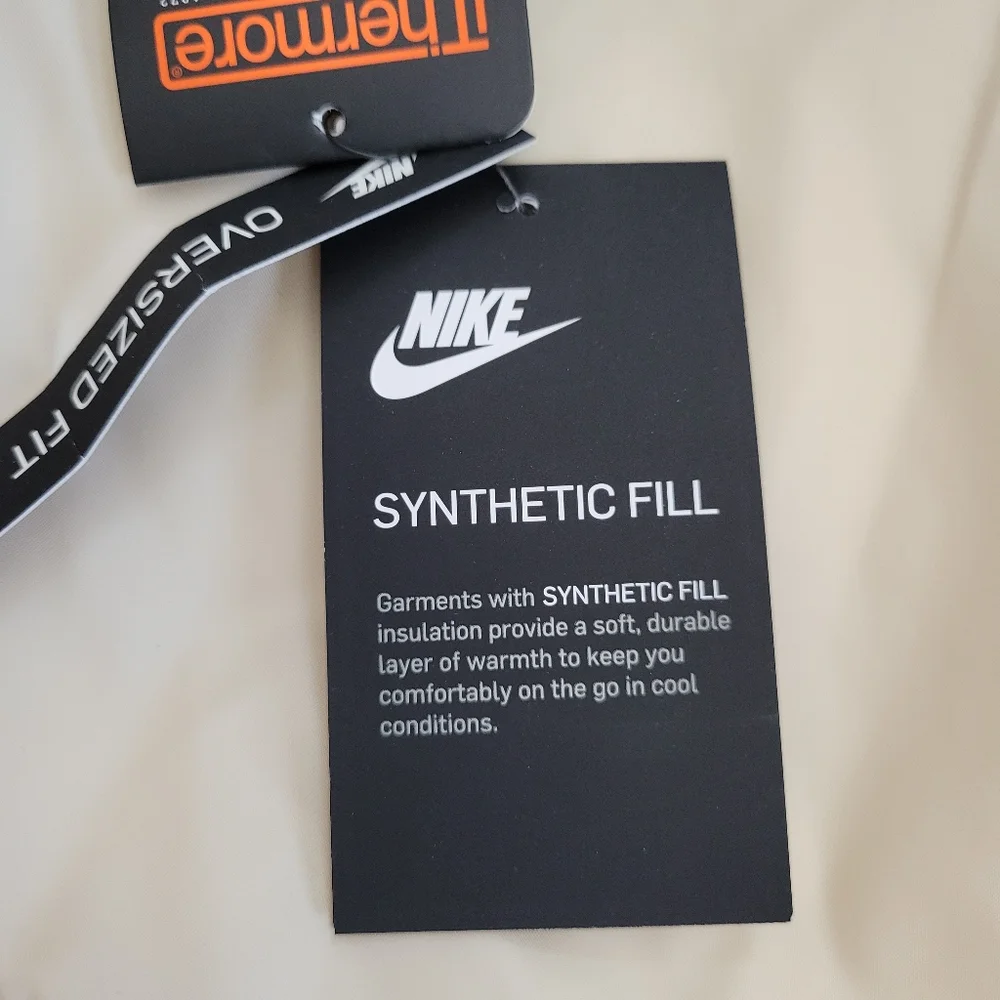 Thermore®
NIKE
OVERSIZED FIT
NIKE
SYNTHETIC FILL
Garments with SYNTHETIC FILL
insulation provide a soft, durable
layer of warmth to keep you
comfortably on the go in cool
conditions.